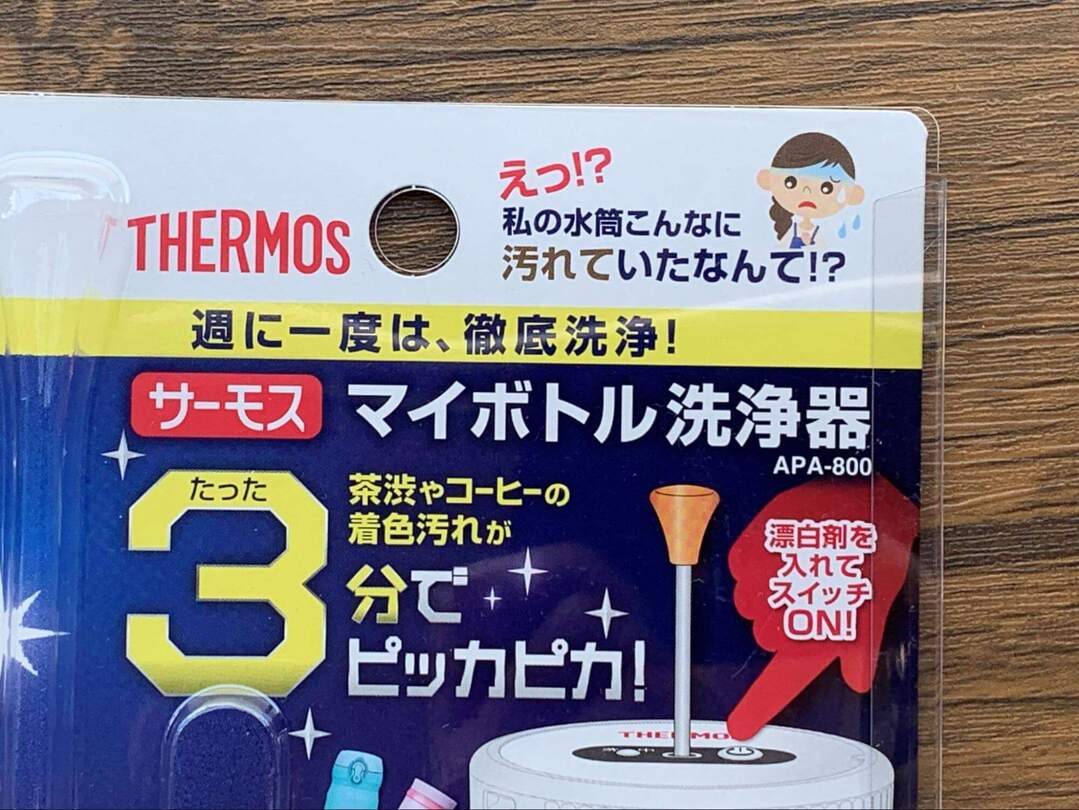 THERMOS
えっ!?
私の水筒こんなに
汚れていたなんて!?
週に一度は、徹底洗浄!
サーモス マイボトル洗浄器
APA-800
たった
3分で
茶渋やコーヒーの
着色汚れが
ピッカピカ!
漂白剤を
入れて
スイッチ
ON!
THERMOS